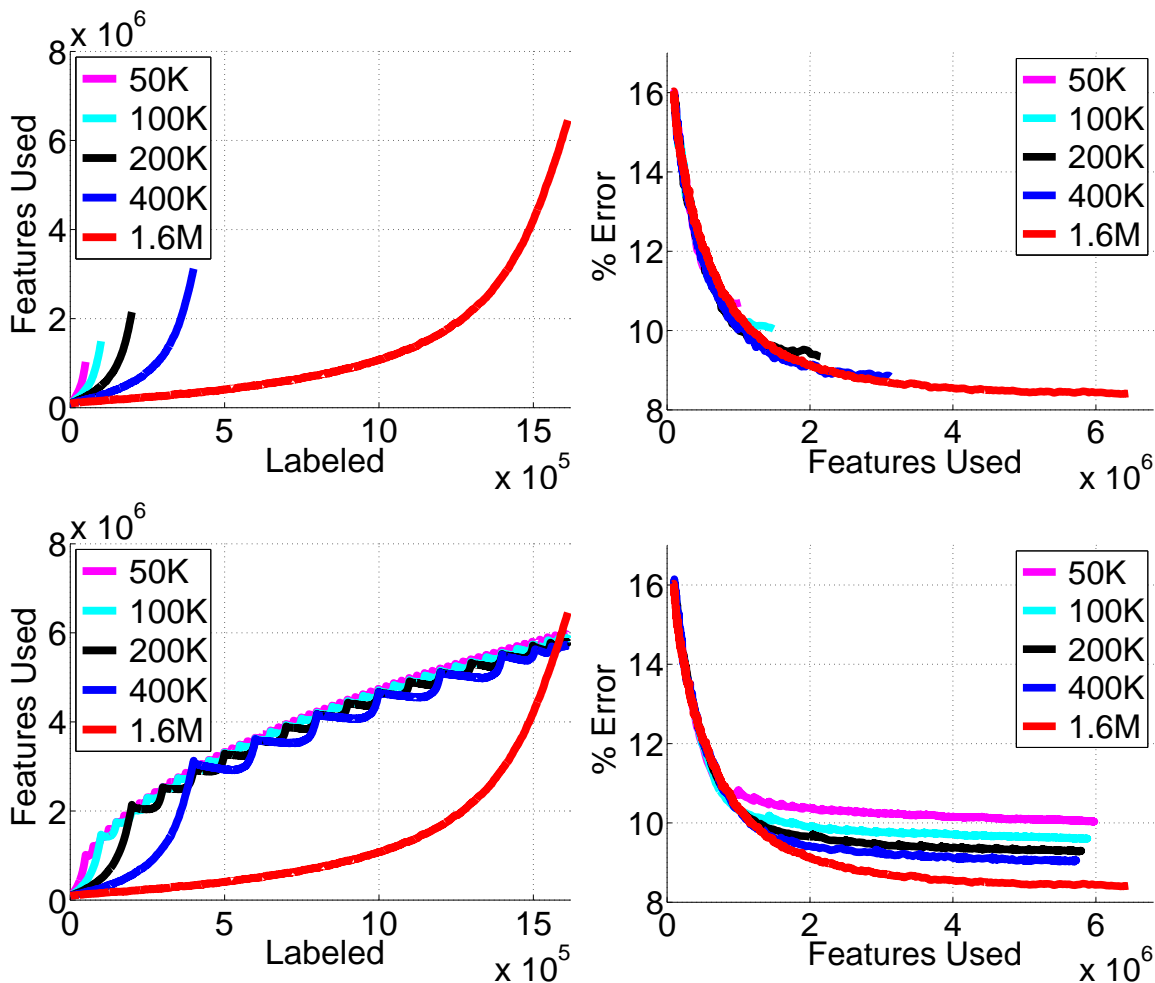 x 10^6
8
6
4
2
0
Features Used
50K
100K
200K
400K
1.6M
0 5 10 15
Labeled
x 10^5
16
14
12
10
8
% Error
50K
100K
200K
400K
1.6M
0 2 4 6
Features Used
x 10^6
x 10^6
8
6
4
2
0
Features Used
50K
100K
200K
400K
1.6M
0 5 10 15
Labeled
x 10^5
16
14
12
10
8
% Error
50K
100K
200K
400K
1.6M
0 2 4 6
Features Used
x 10^6